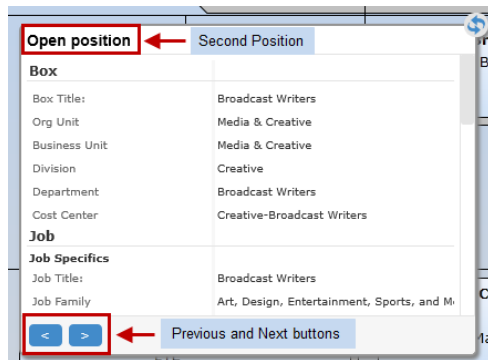 Open position Second Position
Box
Box Title: Broadcast Writers
Org Unit Media & Creative
Business Unit Media & Creative
Division Creative
Department Broadcast Writers
Cost Center Creative-Broadcast Writers
Job
Job Specifics
Job Title: Broadcast Writers
Job Family Art, Design, Entertainment, Sports, and M
< > Previous and Next buttons